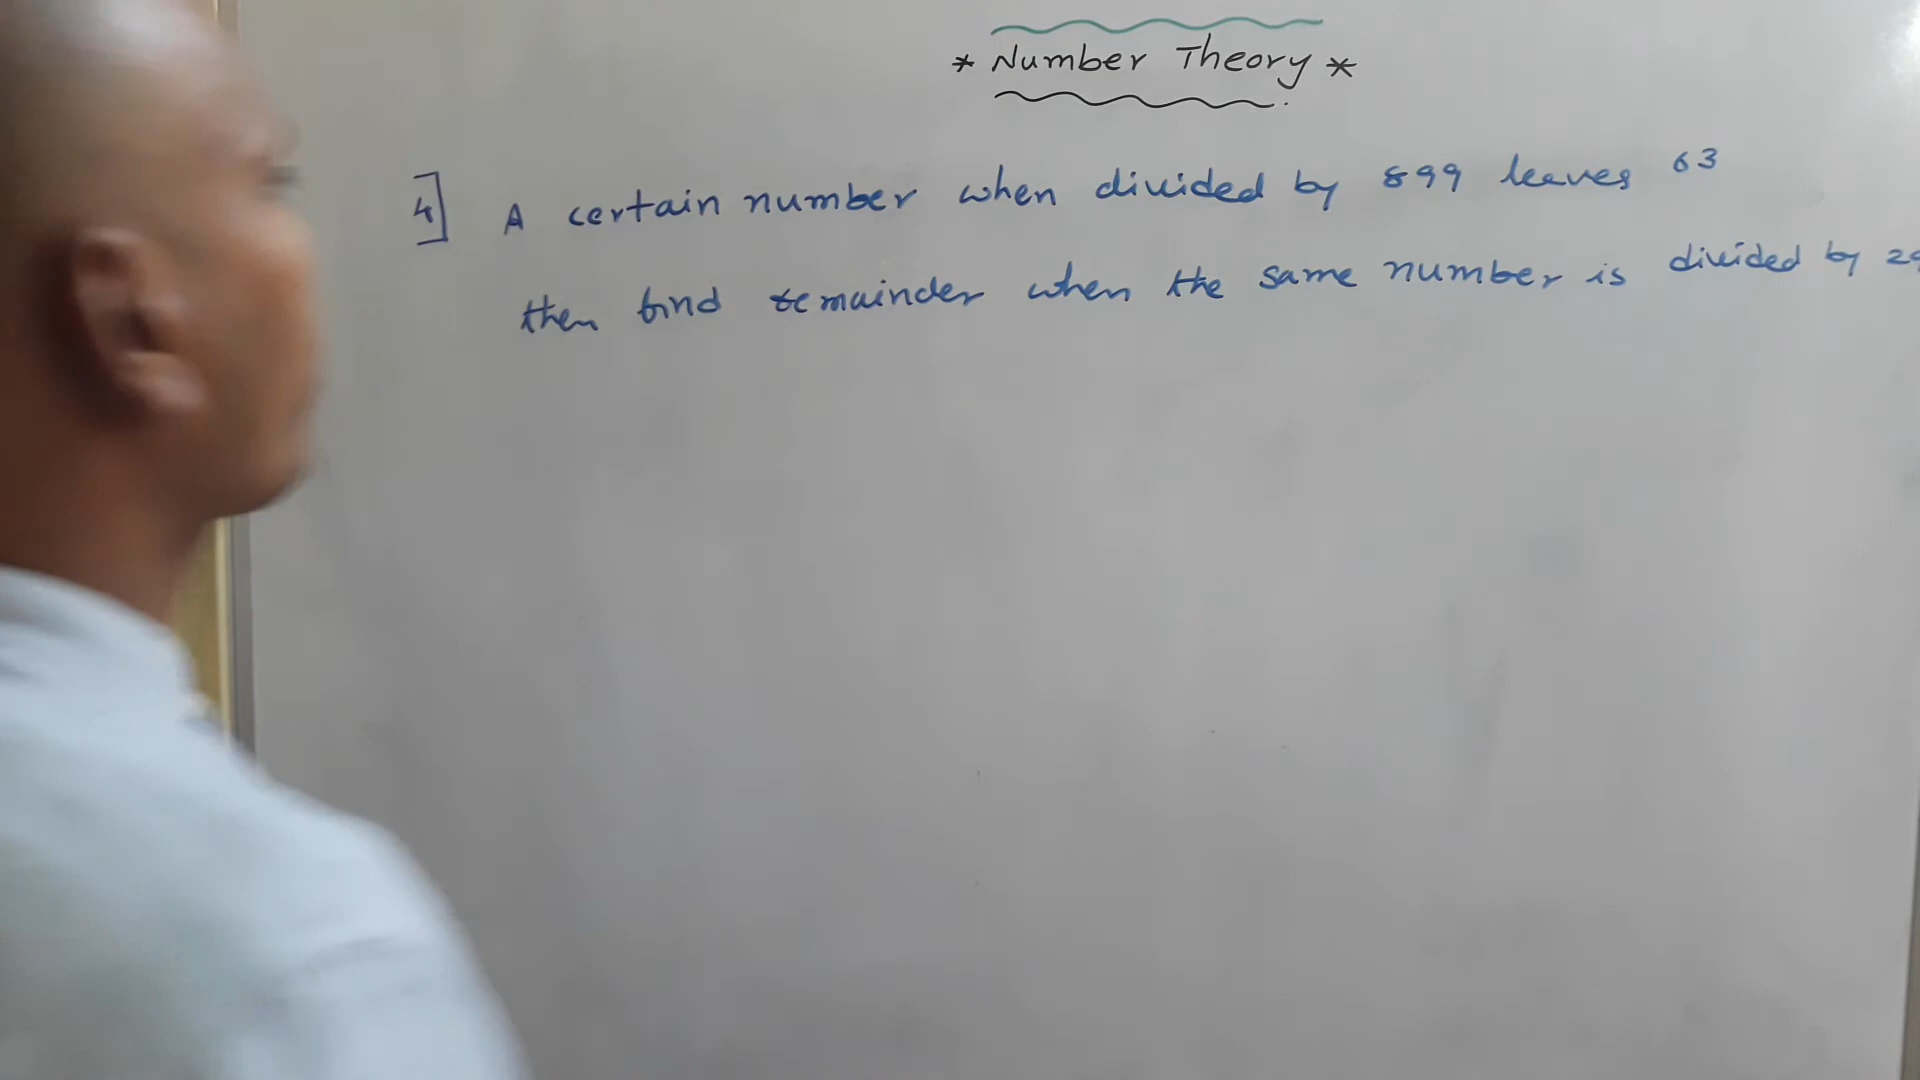 * Number Theory *
4] A certain number when divided by 899 leaves 63
then find remainder when the same number is divided by